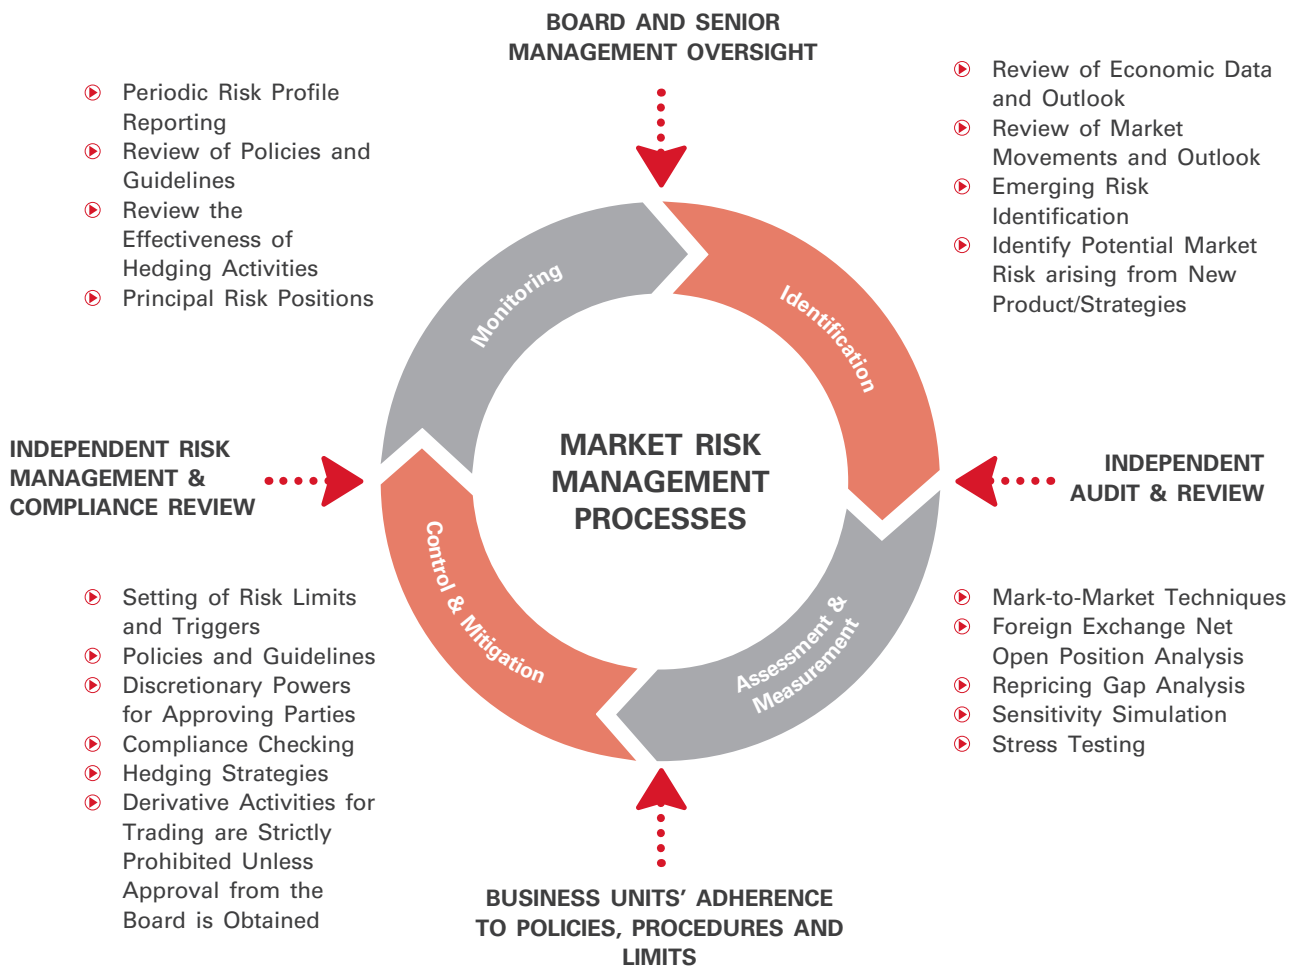 BOARD AND SENIOR
MANAGEMENT OVERSIGHT
Periodic Risk Profile
Reporting
Review of Policies and
Guidelines
Review the
Effectiveness of
Hedging Activities
Principal Risk Positions
Review of Economic Data
and Outlook
Review of Market
Movements and Outlook
Emerging Risk
Identification
Identify Potential Market
Risk arising from New
Product/Strategies
Monitoring
Identification
MARKET RISK
MANAGEMENT
PROCESSES
INDEPENDENT RISK
MANAGEMENT &
COMPLIANCE REVIEW
INDEPENDENT
AUDIT & REVIEW
Control & Mitigation
Assessment &
Measurement
Setting of Risk Limits
and Triggers
Policies and Guidelines
Discretionary Powers
for Approving Parties
Compliance Checking
Hedging Strategies
Derivative Activities for
Trading are Strictly
Prohibited Unless
Approval from the
Board is Obtained
Mark-to-Market Techniques
Foreign Exchange Net
Open Position Analysis
Repricing Gap Analysis
Sensitivity Simulation
Stress Testing
BUSINESS UNITS’ ADHERENCE
TO POLICIES, PROCEDURES AND
LIMITS